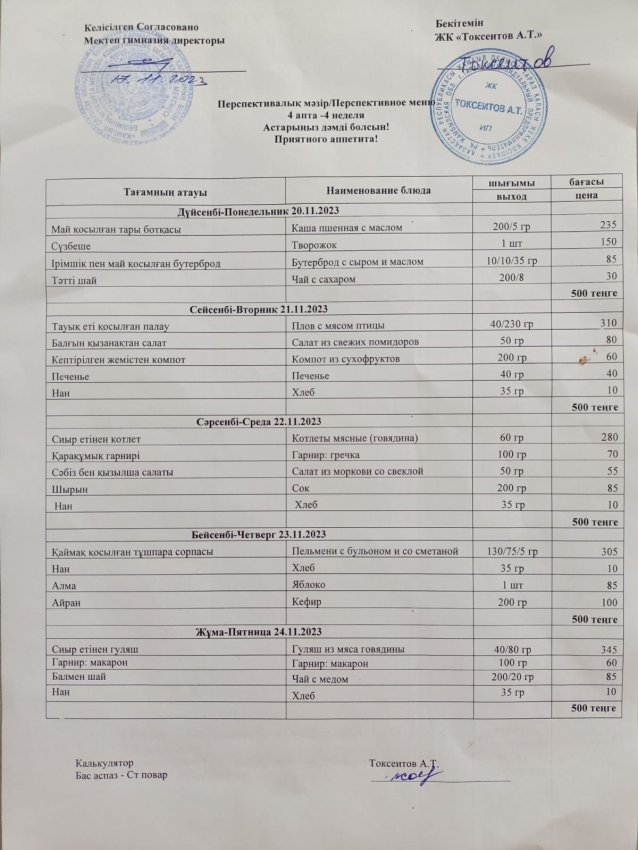 Келісілген Согласовано
Мектеп гимназия директоры
17.11.2023
Бекітемін
ЖК «Токсеитов А.Т.»
Токсеитов
ЖК
ТОКСЕИТОВ А.Т.
ИП
Перспективалық мәзір/Перспективное меню
4 апта -4 неделя
Астарыңыз дәмді болсын!
Приятного аппетита!
Тағамның атауы Наименование блюда шығымы бағасы
выход цена
Дүйсенбі-Понедельник 20.11.2023
Май қосылған тары ботқасы Каша пшенная с маслом 200/5 гр 235
Сүзбеше Творожок 1 шт 150
Ірімшік пен май қосылған бутерброд Бутерброд с сыром и маслом 10/10/35 гр 85
Тәтті шай Чай с сахаром 200/8 30
500 теңге
Сейсенбі-Вторник 21.11.2023
Тауық еті қосылған палау Плов с мясом птицы 40/230 гр 310
Балғын қызанақтан салат Салат из свежих помидоров 50 гр 80
Кептірілген жемістен компот Компот из сухофруктов 200 гр 60
Печенье Печенье 40 гр 40
Нан Хлеб 35 гр 10
500 теңге
Сәрсенбі-Среда 22.11.2023
Сиыр етінен котлет Котлеты мясные (говядина) 60 гр 280
Қарақұмық гарнирі Гарнир: гречка 100 гр 70
Сәбіз бен қызылша салаты Салат из моркови со свеклой 50 гр 55
Шырын Сок 200 гр 85
Нан Хлеб 35 гр 10
500 теңге
Бейсенбі-Четверг 23.11.2023
Қаймак қосылған тұшпара сорпасы Пельмени с бульоном и со сметаной 130/75/5 гр 305
Нан Хлеб 35 гр 10
Алма Яблоко 1 шт 85
Айран Кефир 200 гр 100
500 теңге
Жұма-Пятница 24.11.2023
Сиыр етінен гуляш Гуляш из мяса говядины 40/80 гр 345
Гарнир: макарон Гарнир: макарон 100 гр 60
Балмен шай Чай с медом 200/20 гр 85
Нан Хлеб 35 гр 10
500 теңге
Калькулятор Токсеитов А.Т.
Бас аспаз - Ст повар